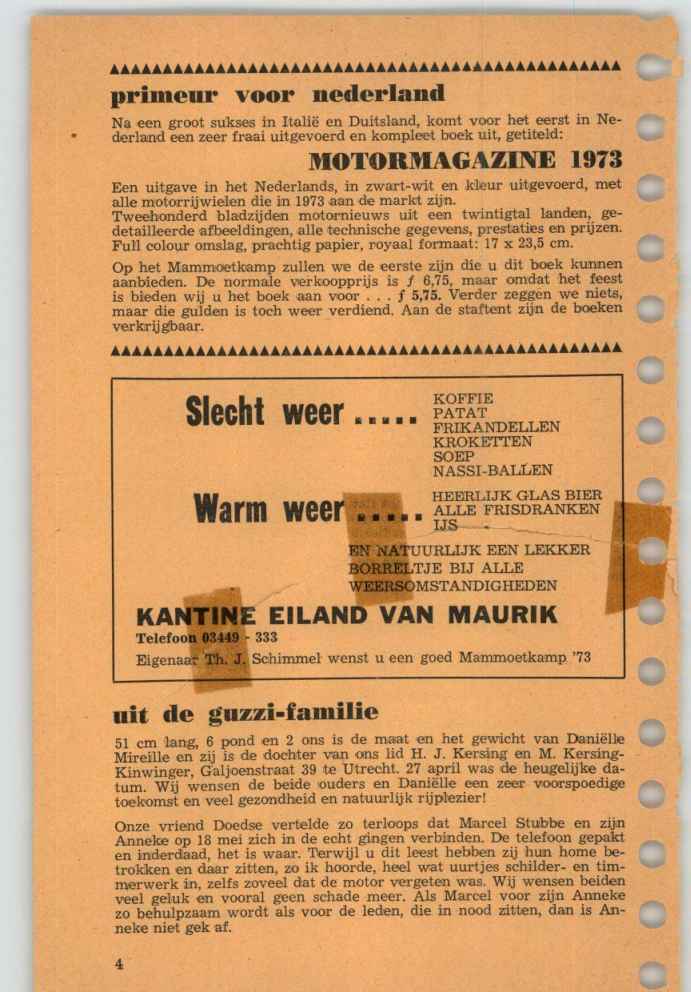 primeur voor nederland
Na een groot sukses in Italië en Duitsland, komt voor het eerst in Ne-
derland een zeer fraai uitgevoerd en kompleet boek uit, getiteld:
MOTORMAGAZINE 1973
Een uitgave in het Nederlands, in zwart-wit en kleur uitgevoerd, met
alle motorrijwielen die in 1973 aan de markt zijn.
Tweehonderd bladzijden motornieuws uit een twintigtal landen, ge-
detailleerde afbeeldingen, alle technische gegevens, prestaties en prijzen.
Full colour omslag, prachtig papier, royaal formaat: 17 x 23,5 cm.
Op het Mammoetkamp zullen we de eerste zijn die u dit boek kunnen
aanbieden. De normale verkoopprijs is ƒ 6,75, maar omdat het feest
is bieden wij u het boek aan voor . . . ƒ 5,75. Verder zeggen we niets,
maar die gulden is toch weer verdiend. Aan de staftent zijn de boeken
verkrijgbaar.
Slecht weer ..... KOFFIE
PATAT
FRIKANDELLEN
KROKETTEN
SOEP
NASSI-BALLEN
Warm weer ..... HEERLIJK GLAS BIER
ALLE FRISDRANKEN
IJS
EN NATUURLIJK EEN LEKKER
BORRELTJE BIJ ALLE
WEERSOMSTANDIGHEDEN
KANTINE EILAND VAN MAURIK
Telefoon 03449 - 333
Eigenaar Th. J. Schimmel wenst u een goed Mammoetkamp '73
uit de guzzi-familie
51 cm lang, 6 pond en 2 ons is de maat en het gewicht van Daniëlle
Mireille en zij is de dochter van ons lid H. J. Kersing en M. Kersing-
Kinwinger, Galjoenstraat 39 te Utrecht. 27 april was de heugelijke da-
tum. Wij wensen de beide ouders en Daniëlle een zeer voorspoedige
toekomst en veel gezondheid en natuurlijk rijplezier!
Onze vriend Doedse vertelde zo terloops dat Marcel Stubbe en zijn
Anneke op 18 mei zich in de echt gingen verbinden. De telefoon gepakt
en inderdaad, het is waar. Terwijl u dit leest hebben zij hun home be-
trokken en daar zitten, zo ik hoorde, heel wat uurtjes schilder- en tim-
merwerk in, zelfs zoveel dat de motor vergeten was. Wij wensen beiden
veel geluk en vooral geen schade meer. Als Marcel voor zijn Anneke
zo behulpzaam wordt als voor de leden, die in nood zitten, dan is An-
neke niet gek af.
4